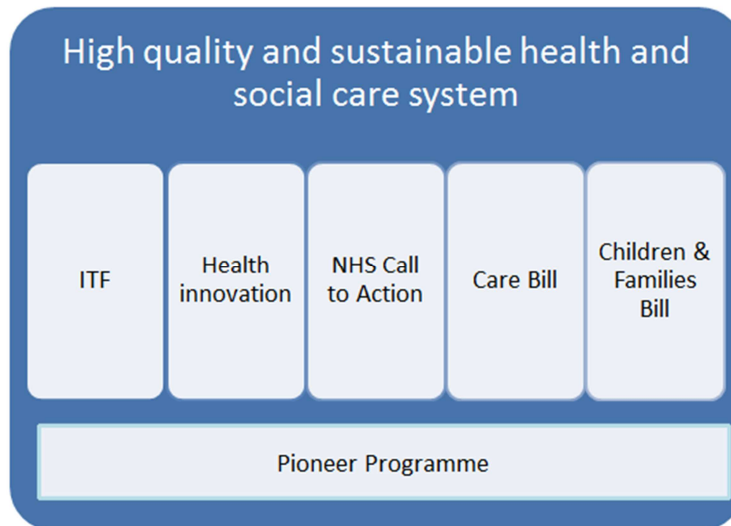 High quality and sustainable health and
social care system
ITF
Health
innovation
NHS Call
to Action
Care Bill
Children &
Families
Bill
Pioneer Programme